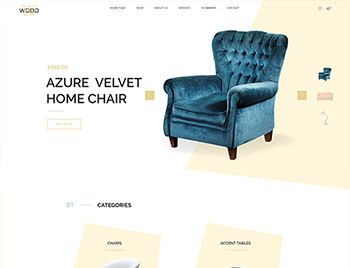 WOOD
HOME PAGE SHOP ABOUT US SERVICES ELEMENTS CONTACT
$956.00
AZURE VELVET
HOME CHAIR
BUY NOW
01 CATEGORIES
CHAIRS ACCENT TABLES